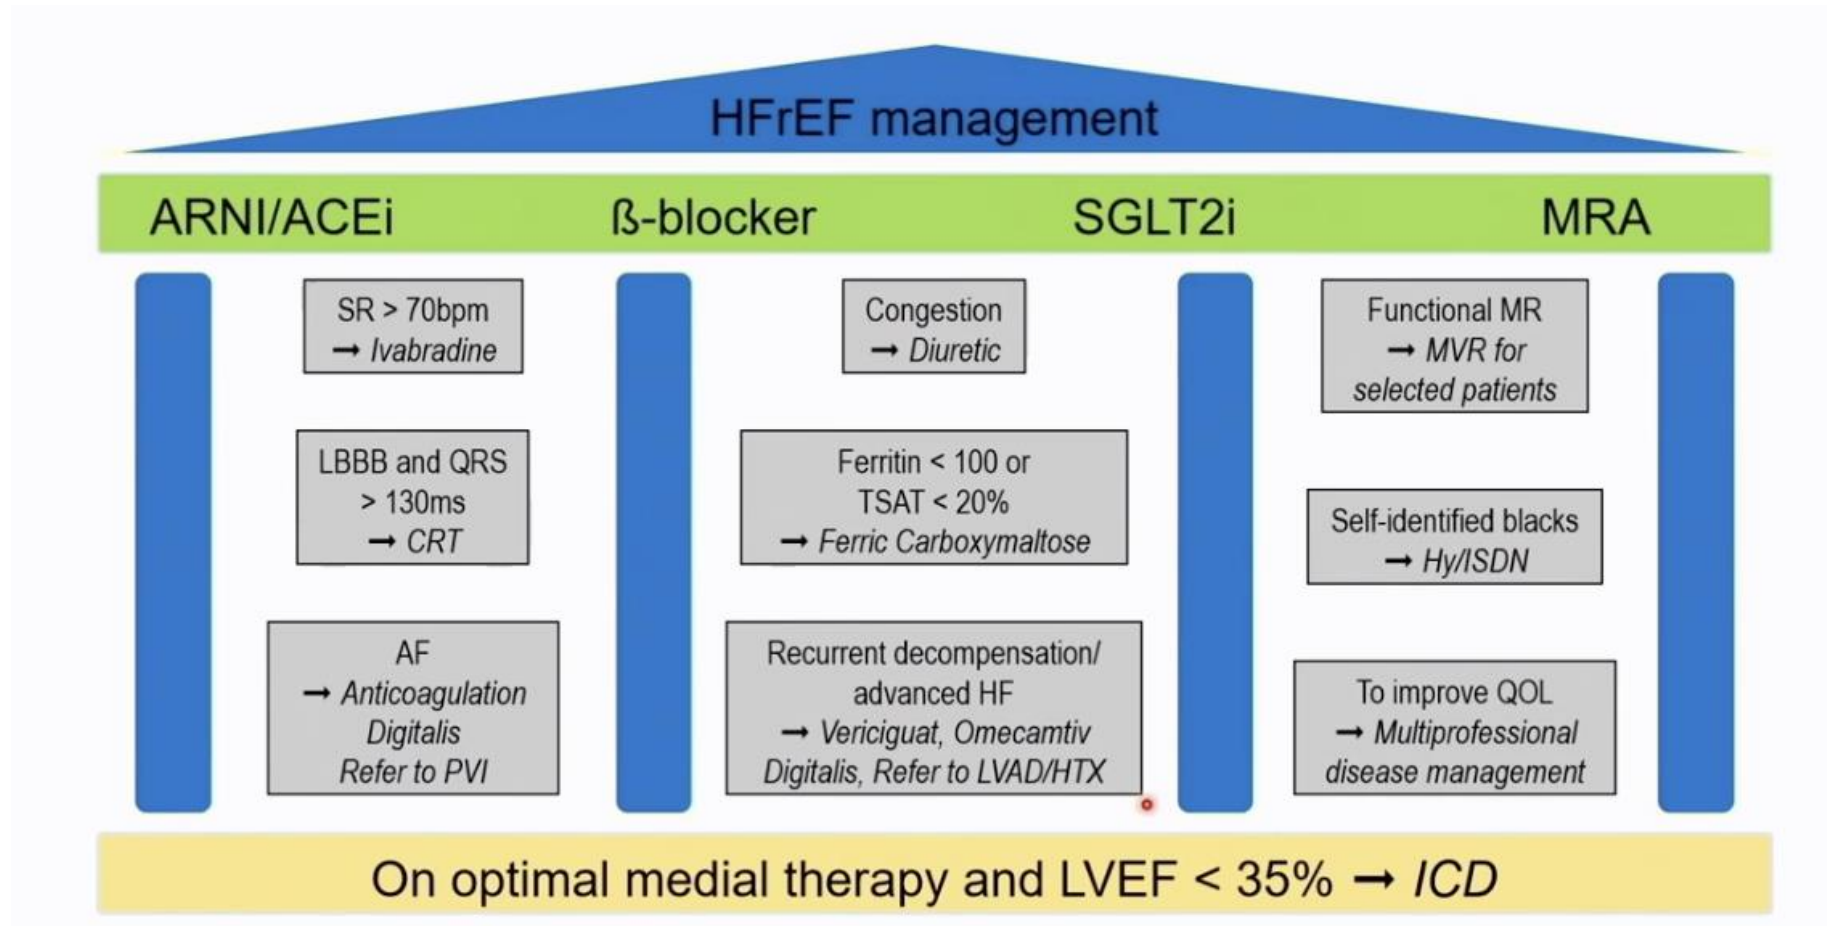 HFrEF management
ARNI/ACEi
ß-blocker
SGLT2i
MRA
SR > 70bpm
→ Ivabradine
LBBB and QRS
> 130ms
→ CRT
AF
→ Anticoagulation
Digitalis
Refer to PVI
Congestion
→ Diuretic
Ferritin < 100 or
TSAT < 20%
→ Ferric Carboxymaltose
Recurrent decompensation/
advanced HF
→ Vericiguat, Omecamtiv
Digitalis, Refer to LVAD/HTX
Functional MR
→ MVR for
selected patients
Self-identified blacks
→ Hy/ISDN
To improve QOL
→ Multiprofessional
disease management
On optimal medial therapy and LVEF < 35% → ICD